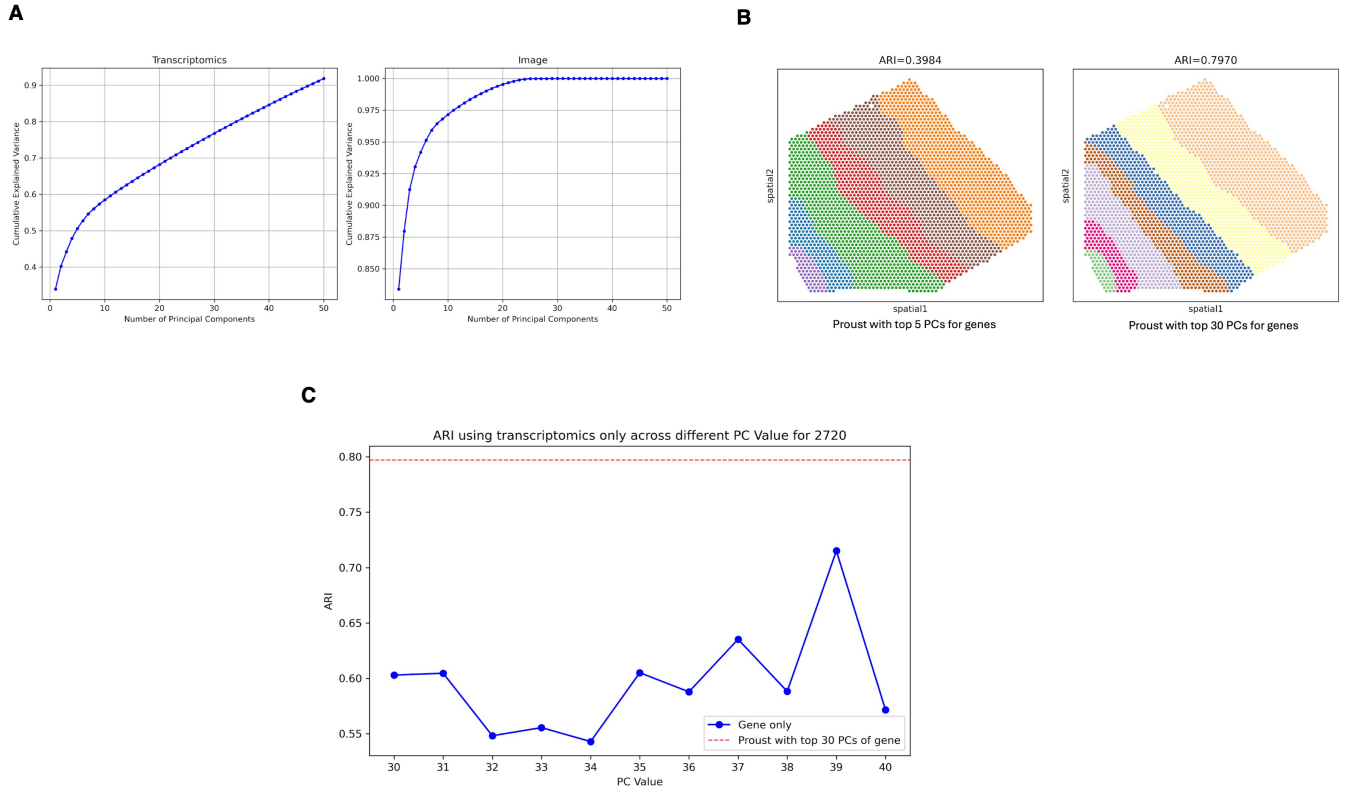 A
B
Transcriptomics
Image
Cumulative Explained Variance
0.9
0.8
0.7
0.6
0.5
0.4
0 10 20 30 40 50
Number of Principal Components
Cumulative Explained Variance
1.000
0.975
0.950
0.925
0.900
0.875
0.850
0 10 20 30 40 50
Number of Principal Components
ARI=0.3984
spatial2
spatial1
Proust with top 5 PCs for genes
ARI=0.7970
spatial2
spatial1
Proust with top 30 PCs for genes
C
ARI using transcriptomics only across different PC Value for 2720
ARI
0.80
0.75
0.70
0.65
0.60
0.55
Gene only
Proust with top 30 PCs of gene
30 31 32 33 34 35 36 37 38 39 40
PC Value